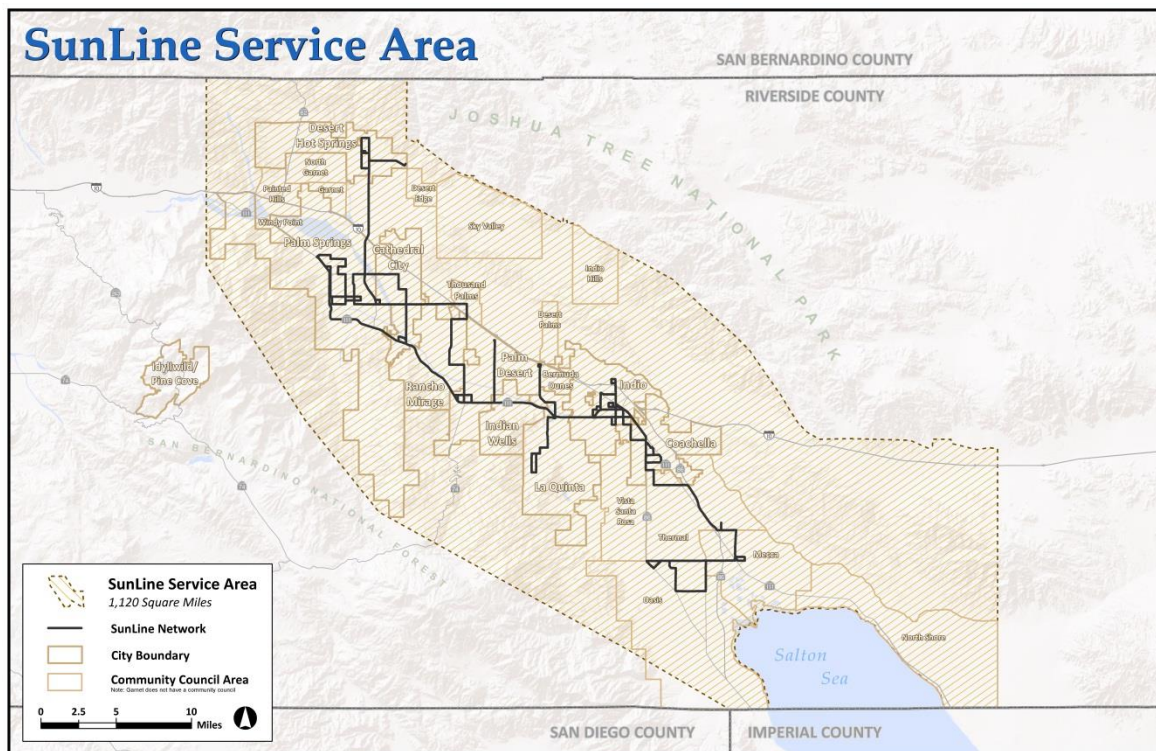 SunLine Service Area
SAN BERNARDINO COUNTY
RIVERSIDE COUNTY
JOSHUA TREE NATIONAL PARK
Desert
Hot Springs
North
Garnet
Painted
Hills
Garnet
Desert
Edge
Windy Point
Sky Valley
Palm Springs
Cathedral
City
Indio
Hills
Thousand
Palms
Desert
Palms
Idyllwild/
Pine Cove
Palm
Desert
Bermuda
Dunes
Rancho
Mirage
Indio
Indian
Wells
Coachella
SAN BERNARDINO NATIONAL FOREST
La Quinta
Vista
Santa
Rosa
Thermal
Mecca
Oasis
North Shore
Salton
Sea
SunLine Service Area
1,120 Square Miles
SunLine Network
City Boundary
Community Council Area
Note: Garnet does not have a community council
0 2.5 5 10
Miles
SAN DIEGO COUNTY
IMPERIAL COUNTY